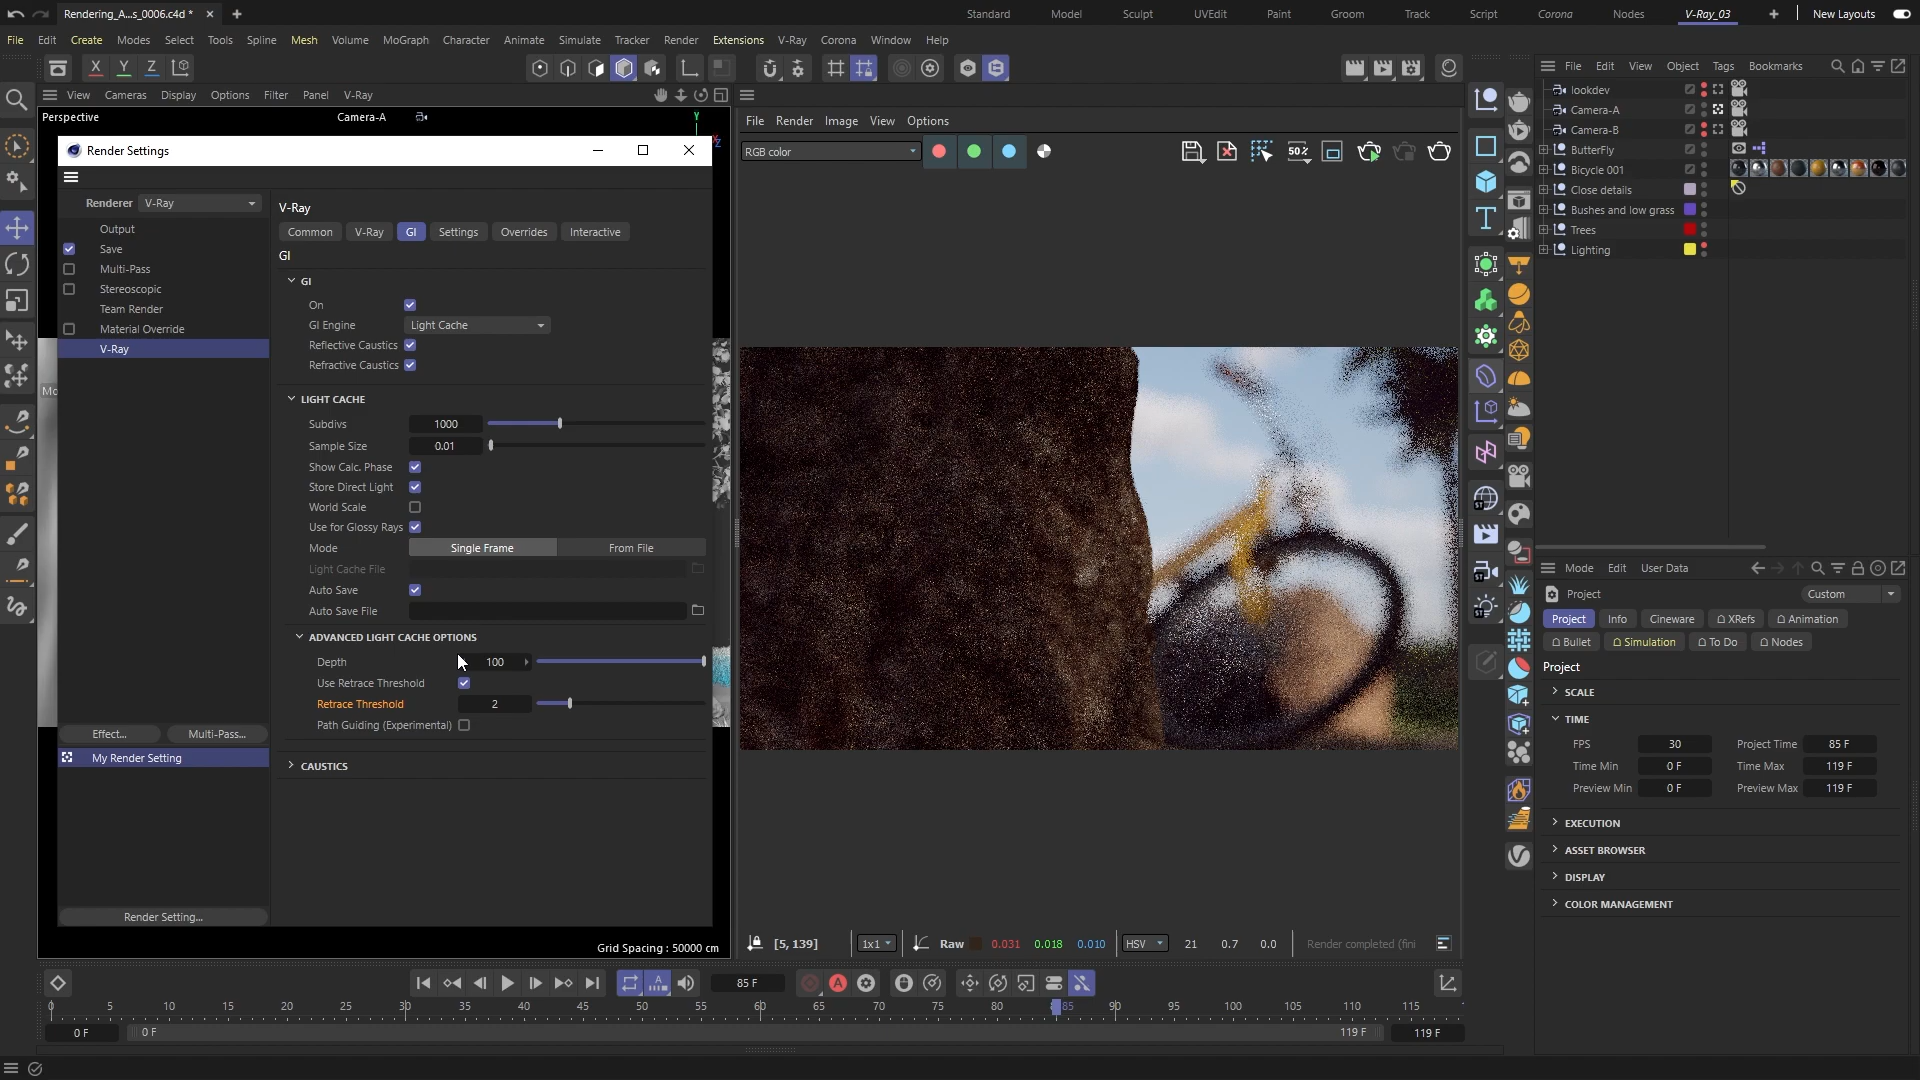 Rendering_A...s_0006.c4d *
Standard
Model
Sculpt
UVEdit
Paint
Groom
Track
Script
Corona
Nodes
V-Ray_03
New Layouts
File Edit Create Modes Select Tools Spline Mesh Volume MoGraph Character Animate Simulate Tracker Render Extensions V-Ray Corona Window Help
X Y Z
View Cameras Display Options Filter Panel V-Ray
Perspective
Camera-A
Y
X
Z
Render Settings
Renderer V-Ray
Output
Save
Multi-Pass
Stereoscopic
Team Render
Material Override
V-Ray
Effect...
Multi-Pass...
My Render Setting
Render Setting...
V-Ray
Common V-Ray GI Settings Overrides Interactive
GI
GI
On
GI Engine Light Cache
Reflective Caustics
Refractive Caustics
LIGHT CACHE
Subdivs 1000
Sample Size 0.01
Show Calc. Phase
Store Direct Light
World Scale
Use for Glossy Rays
Mode Single Frame From File
Light Cache File
Auto Save
Auto Save File
ADVANCED LIGHT CACHE OPTIONS
Depth 100
Use Retrace Threshold
Retrace Threshold 2
Path Guiding (Experimental)
CAUSTICS
Mo
Grid Spacing : 50000 cm
File Render Image View Options
RGB color
50%
[5, 139]
1x1
Raw 0.031 0.018 0.010
HSV 21 0.7 0.0
Render completed (fini
File Edit View Object Tags Bookmarks
lookdev
Camera-A
Camera-B
ButterFly
Bicycle 001
Close details
Bushes and low grass
Trees
Lighting
ST
ST
ST
Mode Edit User Data
Project
Custom
Project Info Cineware XRefs Animation
Bullet Simulation To Do Nodes
Project
SCALE
TIME
FPS 30 Project Time 85 F
Time Min 0 F Time Max 119 F
Preview Min 0 F Preview Max 119 F
EXECUTION
ASSET BROWSER
DISPLAY
COLOR MANAGEMENT
85 F
0 5 10 15 20 25 30 35 40 45 50 55 60 65 70 75 80 85 90 95 100 105 110 115
0 F 0 F 119 F 119 F